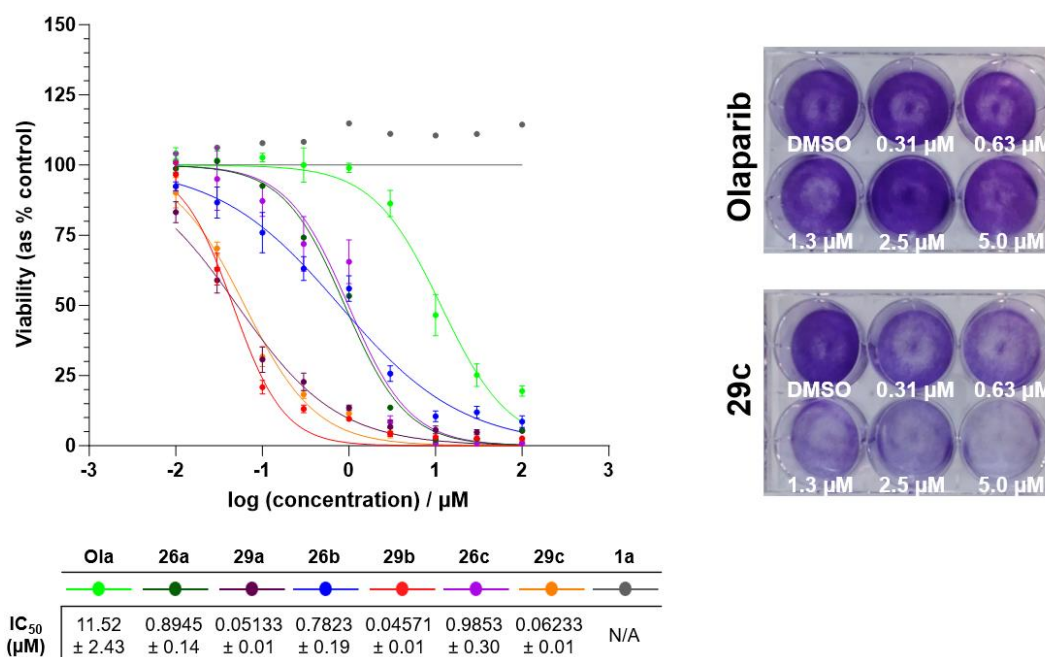 150
125
100
75
50
25
0
Viability (as % control)
-3 -2 -1 0 1 2 3
log (concentration) / µM
Olaparib
DMSO 0.31 µM 0.63 µM
1.3 µM 2.5 µM 5.0 µM
29c
DMSO 0.31 µM 0.63 µM
1.3 µM 2.5 µM 5.0 µM
Ola 26a 29a 26b 29b 26c 29c 1a
IC50 (µM)
11.52 0.8945 0.05133 0.7823 0.04571 0.9853 0.06233 N/A
± 2.43 ± 0.14 ± 0.01 ± 0.19 ± 0.01 ± 0.30 ± 0.01